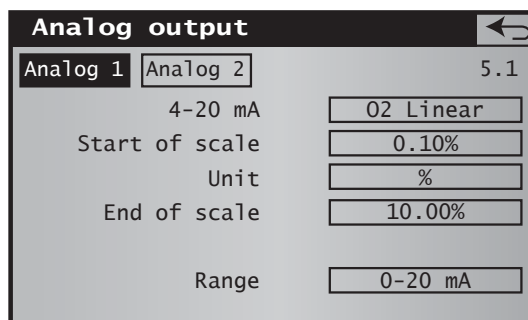 Analog output
Analog 1 Analog 2 5.1
4-20 mA O2 Linear
Start of scale 0.10%
Unit %
End of scale 10.00%
Range 0-20 mA